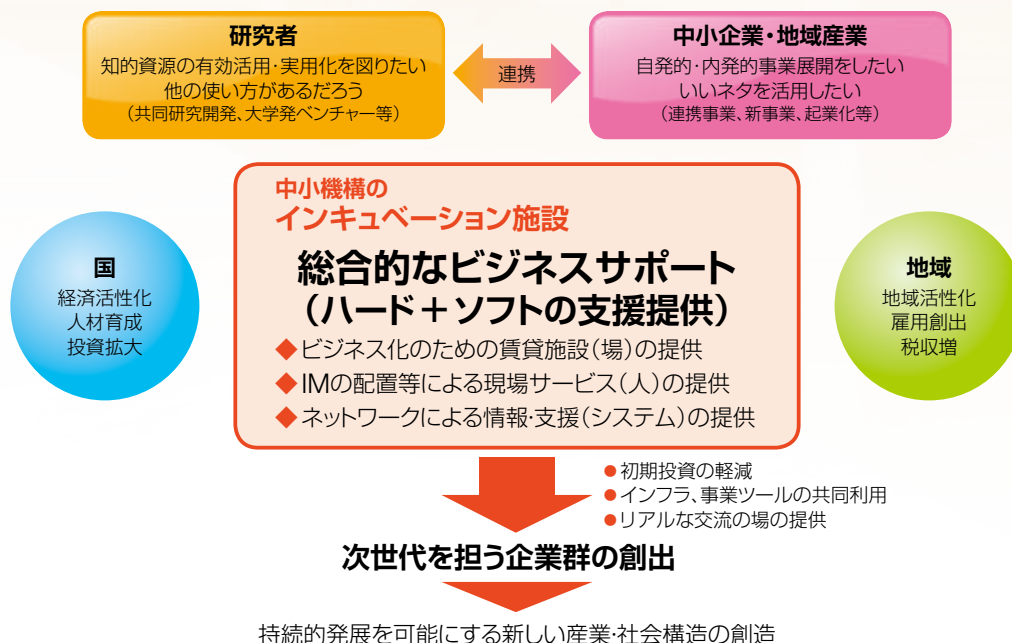 研究者
知的資源の有効活用・実用化を図りたい
他の使い方があるだろう
（共同研究開発、大学発ベンチャー等）
連携
中小企業・地域産業
自発的・内発的事業展開をしたい
いいネタを活用したい
（連携事業、新事業、起業化等）
中小機構の
インキュベーション施設
総合的なビジネスサポート
（ハード＋ソフトの支援提供）
◆ビジネス化のための賃貸施設（場）の提供
◆IMの配置等による現場サービス（人）の提供
◆ネットワークによる情報・支援（システム）の提供
国
経済活性化
人材育成
投資拡大
地域
地域活性化
雇用創出
税収増
●初期投資の軽減
●インフラ、事業ツールの共同利用
●リアルな交流の場の提供
次世代を担う企業群の創出
持続的発展を可能にする新しい産業・社会構造の創造